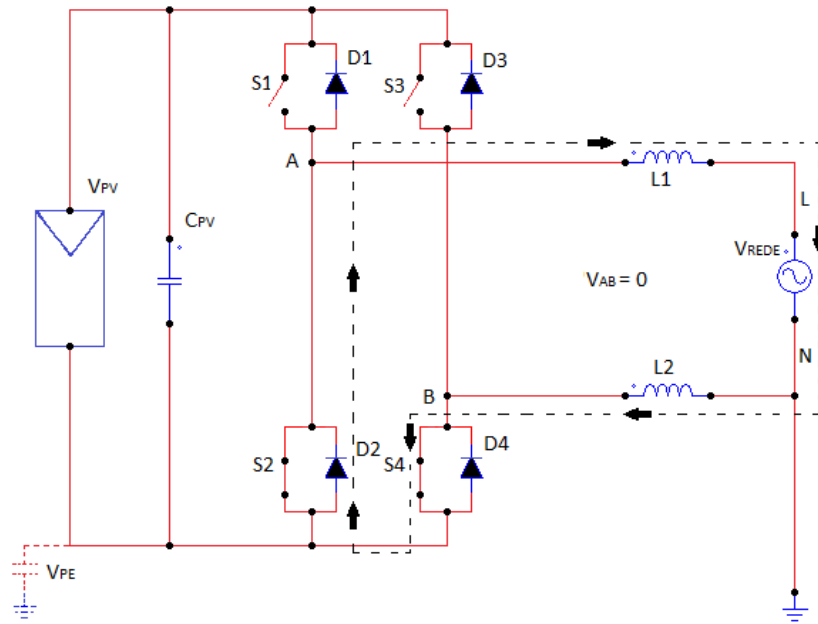 D1
D3
S1
S3
A
L1
L
VPV
CPV
VREDE
VAB = 0
N
L2
B
D2
D4
S2
S4
VPE